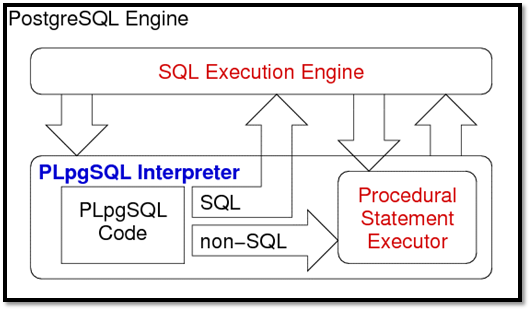 PostgreSQL Engine
SQL Execution Engine
PLpgSQL Interpreter
PLpgSQL
Code
SQL
non-SQL
Procedural
Statement
Executor